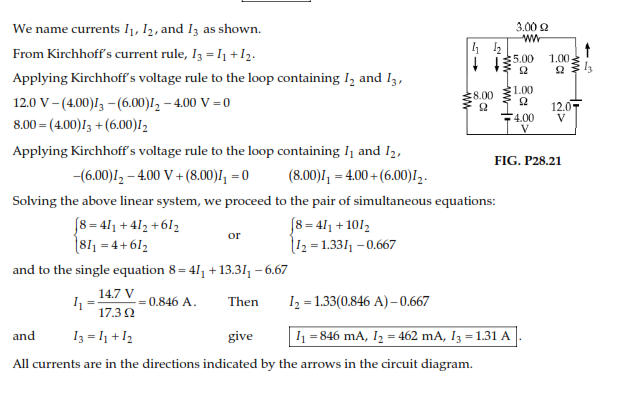 We name currents I₁, I₂, and I₃ as shown.
From Kirchhoff's current rule, I₃ = I₁ + I₂.
Applying Kirchhoff's voltage rule to the loop containing I₂ and I₃,
12.0 V − (4.00)I₃ − (6.00)I₂ − 4.00 V = 0
8.00 = (4.00)I₃ + (6.00)I₂
Applying Kirchhoff's voltage rule to the loop containing I₁ and I₂,
−(6.00)I₂ − 4.00 V + (8.00)I₁ = 0 (8.00)I₁ = 4.00 + (6.00)I₂.
Solving the above linear system, we proceed to the pair of simultaneous equations:
{8 = 4I₁ + 4I₂ + 6I₂
{8I₁ = 4 + 6I₂
or
{8 = 4I₁ + 10I₂
{I₂ = 1.33I₁ − 0.667
and to the single equation 8 = 4I₁ + 13.3I₁ − 6.67
I₁ = 14.7 V / 17.3 Ω = 0.846 A. Then I₂ = 1.33(0.846 A) − 0.667
and I₃ = I₁ + I₂ give I₁ = 846 mA, I₂ = 462 mA, I₃ = 1.31 A .
All currents are in the directions indicated by the arrows in the circuit diagram.
3.00 Ω
I₁ I₂
5.00
Ω
1.00
Ω
I₃
8.00
Ω
1.00
Ω
4.00
V
12.0
V
FIG. P28.21